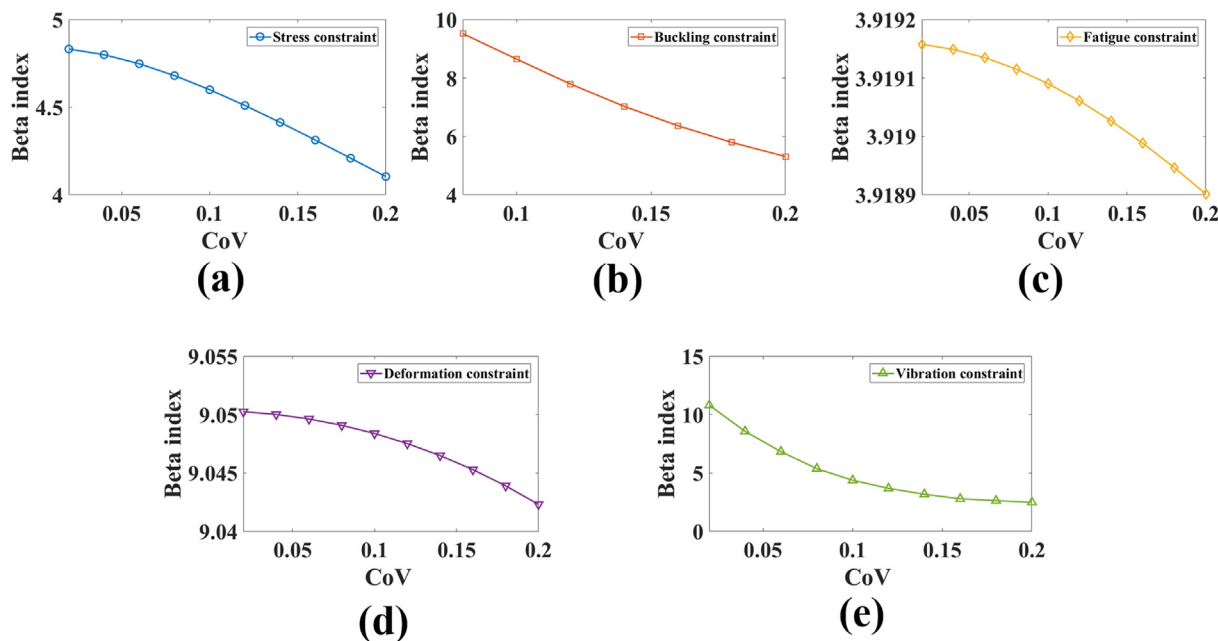 5
4.5
4
Beta index
Stress constraint
0.05
0.1
0.15
0.2
CoV
(a)
10
8
6
4
Beta index
Buckling constraint
0.1
0.15
0.2
CoV
(b)
3.9192
3.9191
3.919
3.9189
Beta index
Fatigue constraint
0.05
0.1
0.15
0.2
CoV
(c)
9.055
9.05
9.045
9.04
Beta index
Deformation constraint
0.05
0.1
0.15
0.2
CoV
(d)
15
10
5
0
Beta index
Vibration constraint
0.05
0.1
0.15
0.2
CoV
(e)